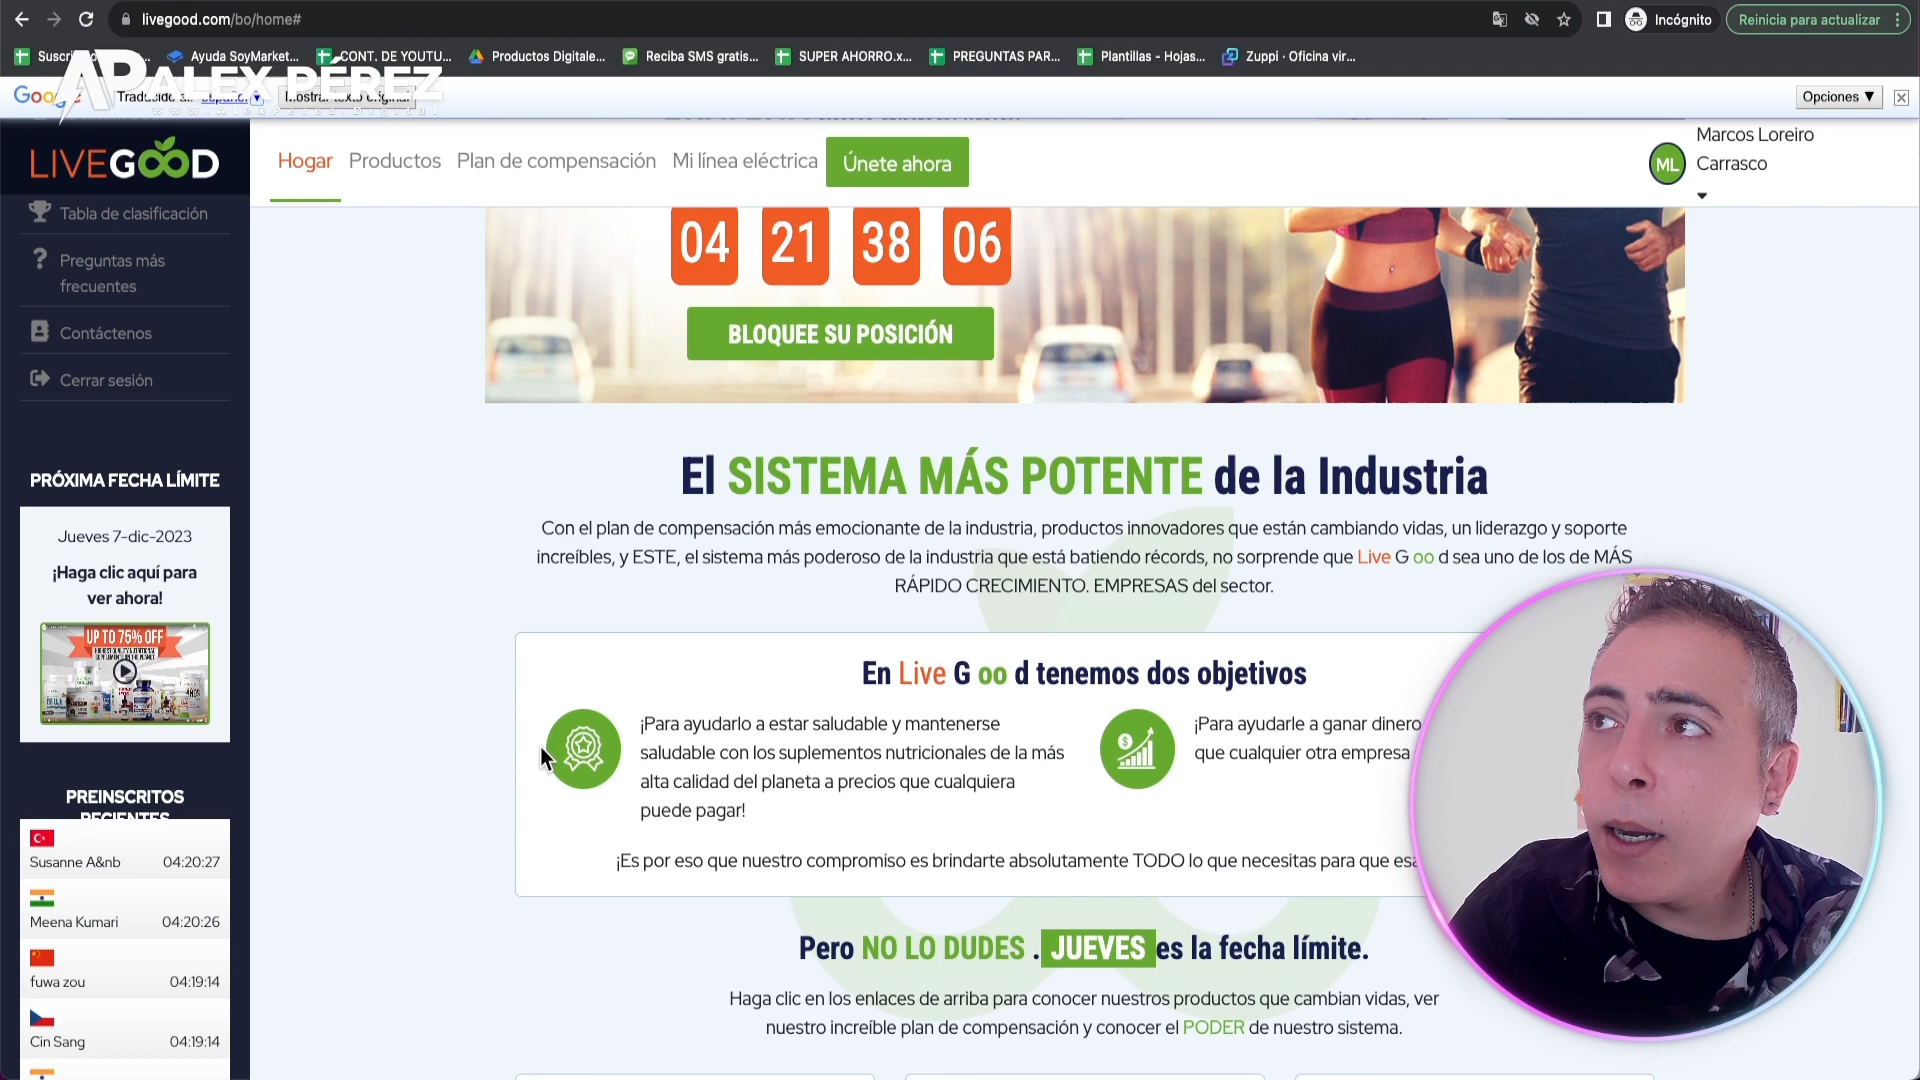 livegood.com/bo/home#
Incógnito
Reinicia para actualizar
Ayuda SoyMarket...
CONT. DE YOUTU...
Productos Digitale...
Reciba SMS gratis...
SUPER AHORRO.x...
PREGUNTAS PAR...
Plantillas - Hojas...
Zuppi · Oficina vir...
AP ALEX PÉREZ
www.AlexPerez.Digital
Google
Mostrar texto original
Opciones ▼
LIVEGOOD
Hogar
Productos
Plan de compensación
Mi línea eléctrica
Únete ahora
ML
Marcos Loreiro
Carrasco
Tabla de clasificación
Preguntas más
frecuentes
Contáctenos
Cerrar sesión
PRÓXIMA FECHA LÍMITE
Jueves 7-dic-2023
¡Haga clic aquí para
ver ahora!
UP TO 75% OFF
PREINSCRITOS
RECIENTES
Susanne A&nb 04:20:27
Meena Kumari 04:20:26
fuwa zou 04:19:14
Cin Sang 04:19:14
04 21 38 06
BLOQUEE SU POSICIÓN
El SISTEMA MÁS POTENTE de la Industria
Con el plan de compensación más emocionante de la industria, productos innovadores que están cambiando vidas, un liderazgo y soporte
increíbles, y ESTE, el sistema más poderoso de la industria que está batiendo récords, no sorprende que Live G oo d sea uno de los de MÁS
RÁPIDO CRECIMIENTO. EMPRESAS del sector.
En Live G oo d tenemos dos objetivos
¡Para ayudarlo a estar saludable y mantenerse
saludable con los suplementos nutricionales de la más
alta calidad del planeta a precios que cualquiera
puede pagar!
¡Para ayudarle a ganar dinero
que cualquier otra empresa
¡Es por eso que nuestro compromiso es brindarte absolutamente TODO lo que necesitas para que
Pero NO LO DUDES . JUEVES es la fecha límite.
Haga clic en los enlaces de arriba para conocer nuestros productos que cambian vidas, ver
nuestro increíble plan de compensación y conocer el PODER de nuestro sistema.